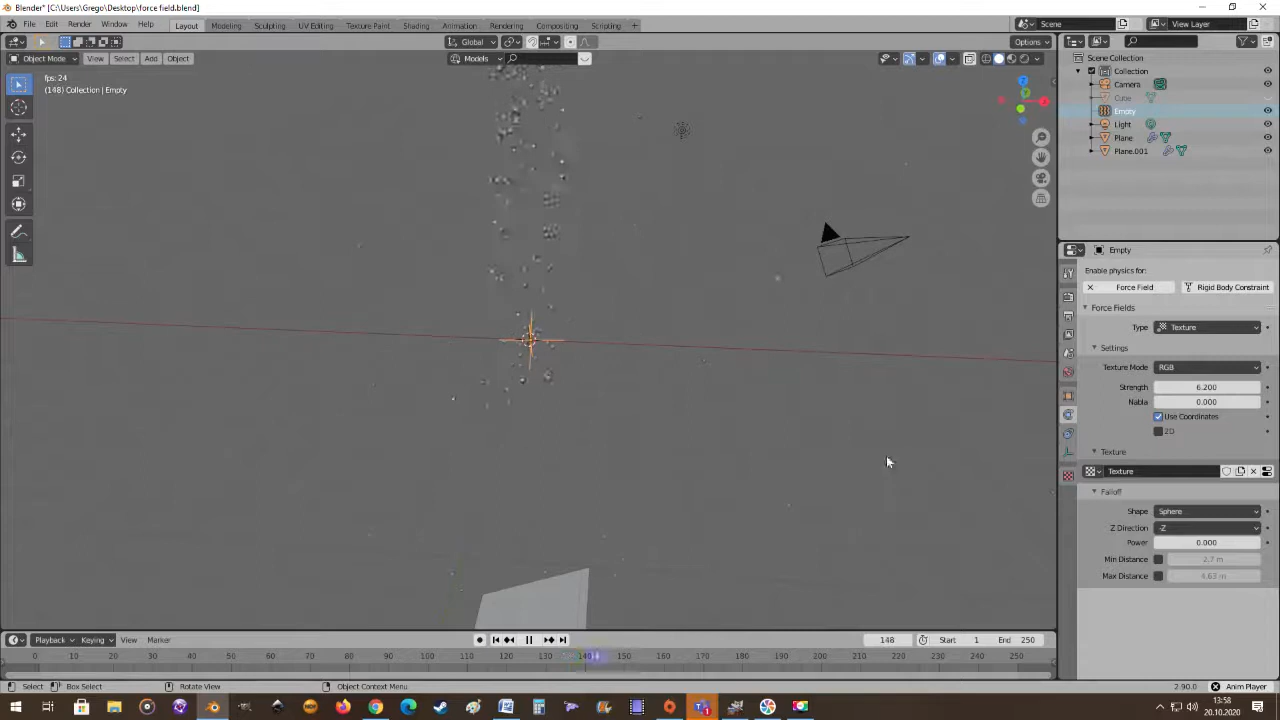 Blender* [C:\Users\Grego\Desktop\force field.blend]
File Edit Render Window Help Layout Modeling Sculpting UV Editing Texture Paint Shading Animation Rendering Compositing Scripting + Scene View Layer
Global Options
Object Mode View Select Add Object Models
fps: 24
(148) Collection | Empty
Scene Collection
Collection
Camera
Cube
Empty
Light
Plane
Plane.001
Empty
Enable physics for:
Force Field Rigid Body Constraint
Force Fields
Type Texture
Settings
Texture Mode RGB
Strength 6.200
Nabla 0.000
Use Coordinates
2D
Texture
Texture
Falloff
Shape Sphere
Z Direction -Z
Power 0.000
Min Distance 2.7 m
Max Distance 4.63 m
Playback Keying View Marker 148 Start 1 End 250
0 10 20 30 40 50 60 70 80 90 100 110 120 130 140 150 160 170 180 190 200 210 220 230 240 250
Select Box Select Rotate View Object Context Menu 2.90.0 Anim Player
13:58
20.10.2020